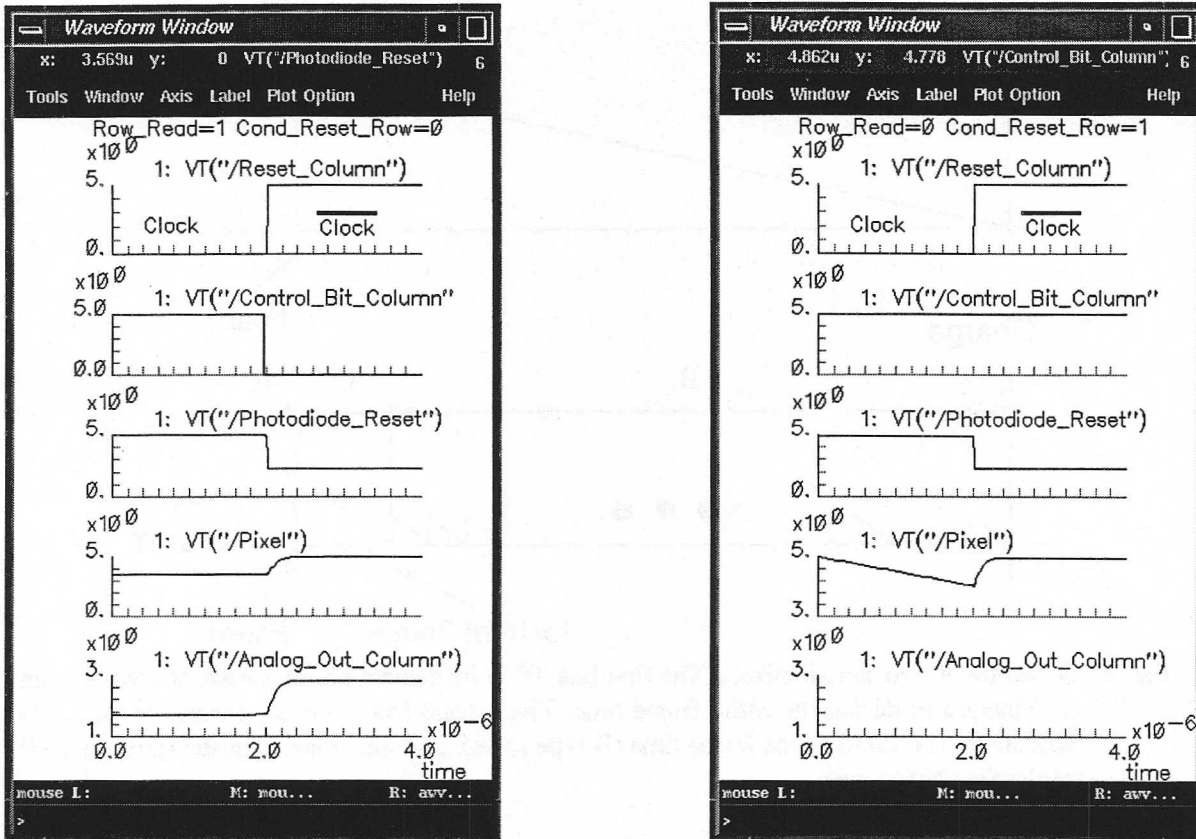 Waveform Window
x: 3.569u y: 0 VT("/Photodiode_Reset") 6
Tools Window Axis Label Plot Option Help
Row_Read=1 Cond_Reset_Row=0
x10 0
1: VT("/Reset_Column")
5.
Clock
Clock
0.
x10 0
1: VT("/Control_Bit_Column"
5.0
0.0
x10 0
1: VT("/Photodiode_Reset")
5.
0.
x10 0
1: VT("/Pixel")
5.
0.
x10 0
1: VT("/Analog_Out_Column")
3.
1.
x10 -6
0.0 2.0 4.0
time
mouse L: M: mou... R: awv...
>
Waveform Window
x: 4.862u y: 4.778 VT("/Control_Bit_Column"; 6
Tools Window Axis Label Plot Option Help
Row_Read=0 Cond_Reset_Row=1
x10 0
1: VT("/Reset_Column")
5.
Clock
Clock
0.
x10 0
1: VT("/Control_Bit_Column"
5.0
0.0
x10 0
1: VT("/Photodiode_Reset")
5.
0.
x10 0
1: VT("/Pixel")
5.
3.
x10 0
1: VT("/Analog_Out_Column")
3.
1.
x10 -6
0.0 2.0 4.0
time
mouse L: M: mou... R: awv...
>